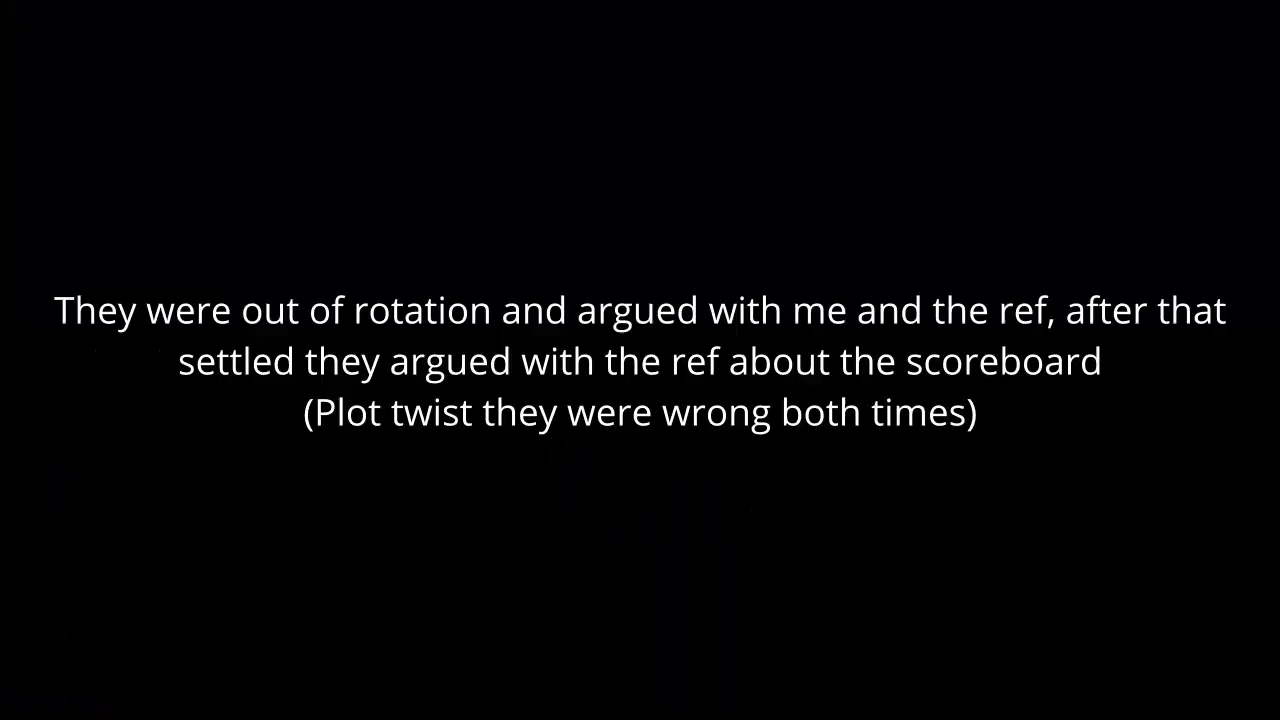 They were out of rotation and argued with me and the ref, after that
settled they argued with the ref about the scoreboard
(Plot twist they were wrong both times)